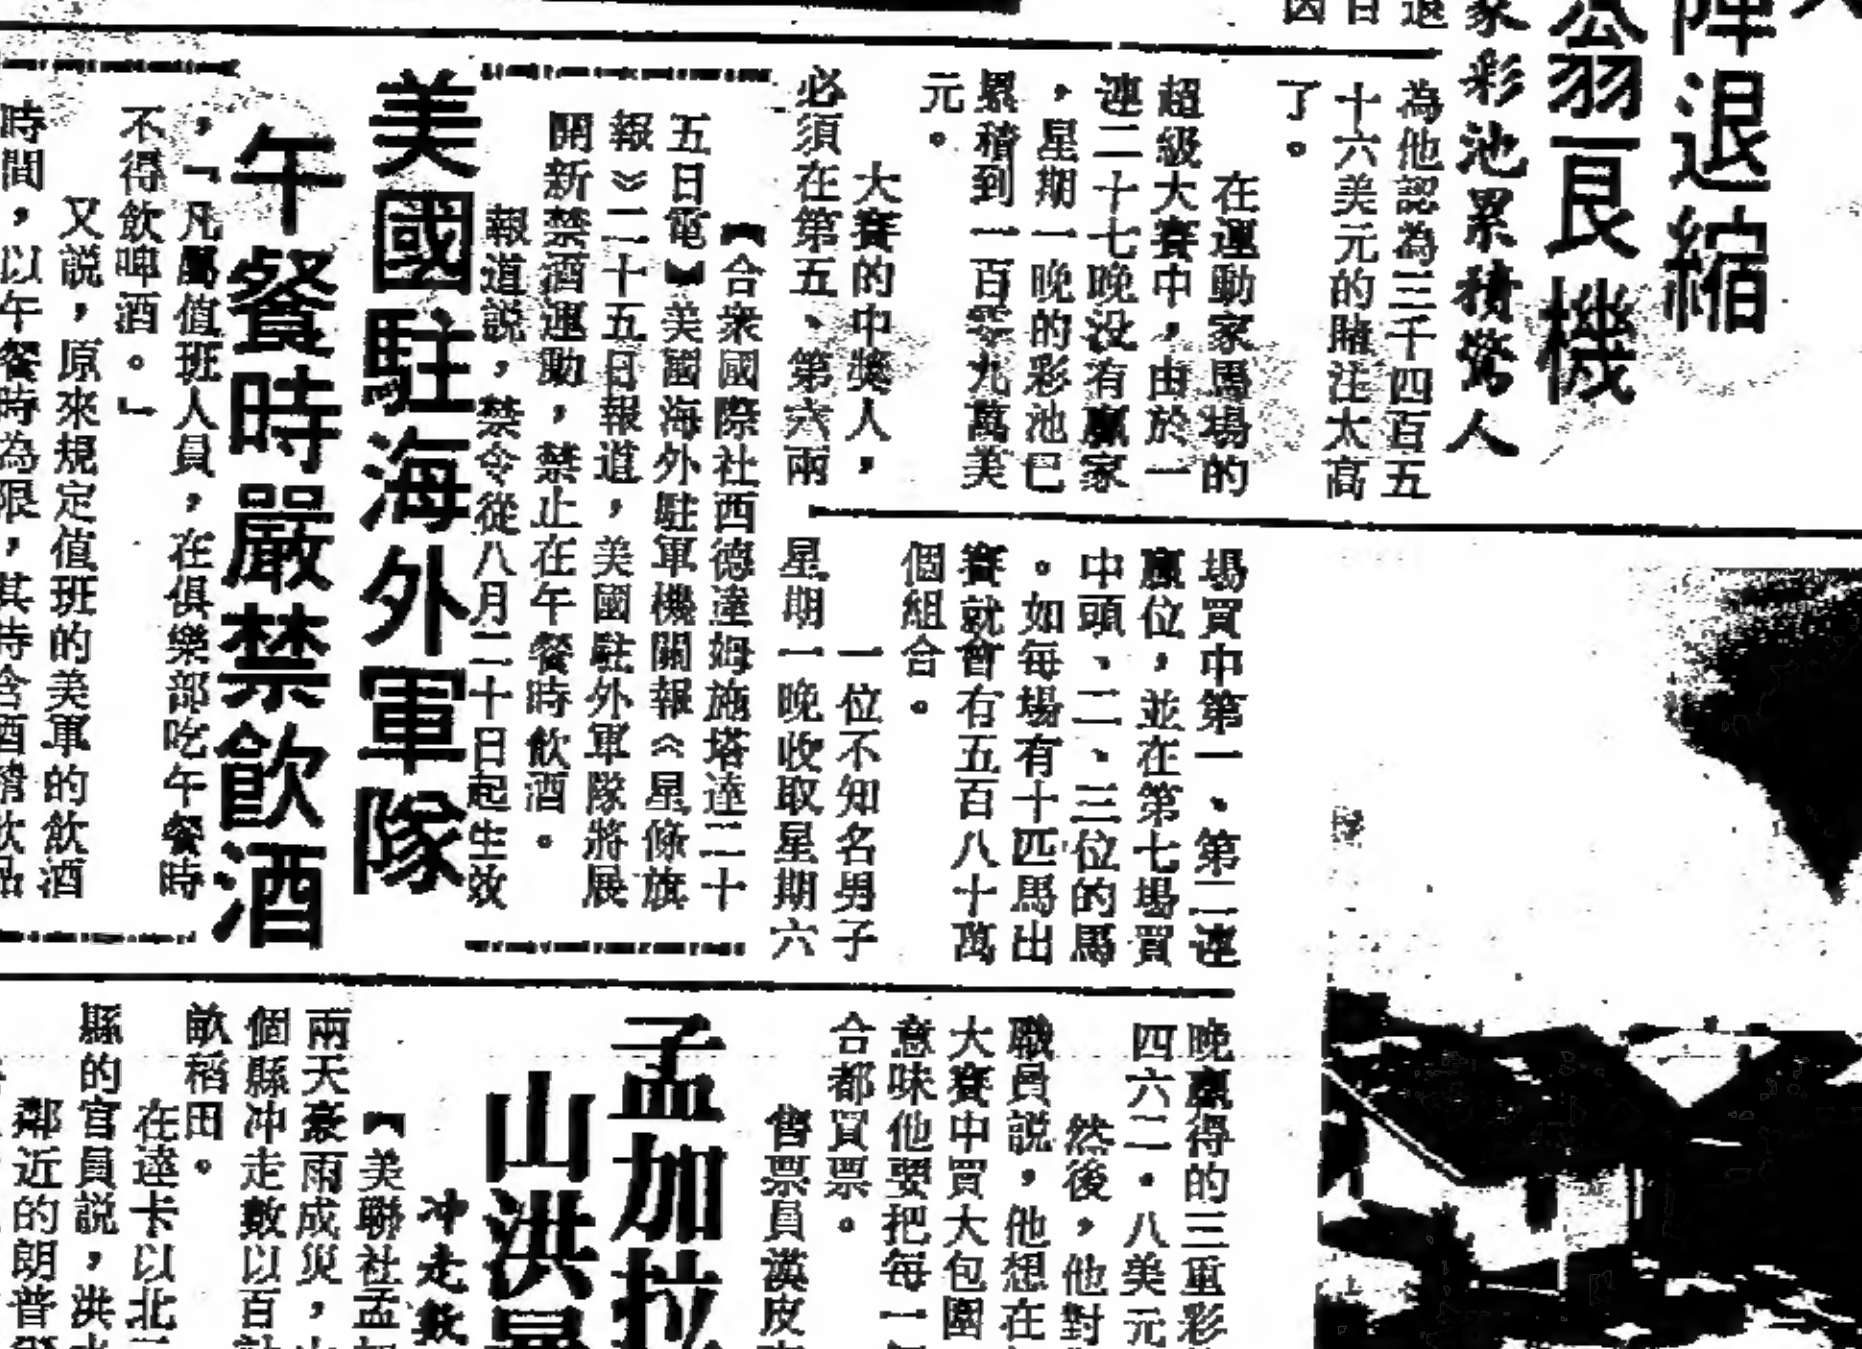 陣退縮
翁良機
家彩池累積驚人
為他認為三千四百五
十六美元的賭注太高
了。
在運動家馬場的
超級大賽中，由於一
連二十七晚没有贏家
，星期一晚的彩池巴
累積到一百零九萬美
元。
大賽的中獎人，
必須在第五、第六兩
場買中第一、第二連
贏位，並在第七場買
中頭、二、三位的馬
。如每場有十匹馬出
賽就會有五百八十萬
個組合。
一位不知名男子
星期一晚收取星期六
晚贏得的三重彩
四六二．八美元
然後，他對
職員説，他想在
大賽中買大包圍
意味他要把每一
合都買票。
售票員漢皮
美國駐海外軍隊
午餐時嚴禁飲酒
【合衆國際社西德達姆施塔達二十
五日電】美國海外駐軍機關報《星條旗
報》二十五日報道，美國駐外軍隊將展
開新禁酒運助，禁止在午餐時飲酒。
報道説，禁令從八月二十日起生效
，「凡屬值班人員，在俱樂部吃午餐時
不得飲啤酒。」
又説，原來規定值班的美軍的飲酒
時間，以午餐時為限，其時含酒精飲品
孟加拉
山洪
冲走數
【美聯社孟
兩天豪雨成災，
個縣冲走數以百
畝稻田。
在達卡以北
縣的官員説，洪水
鄰近的朗普